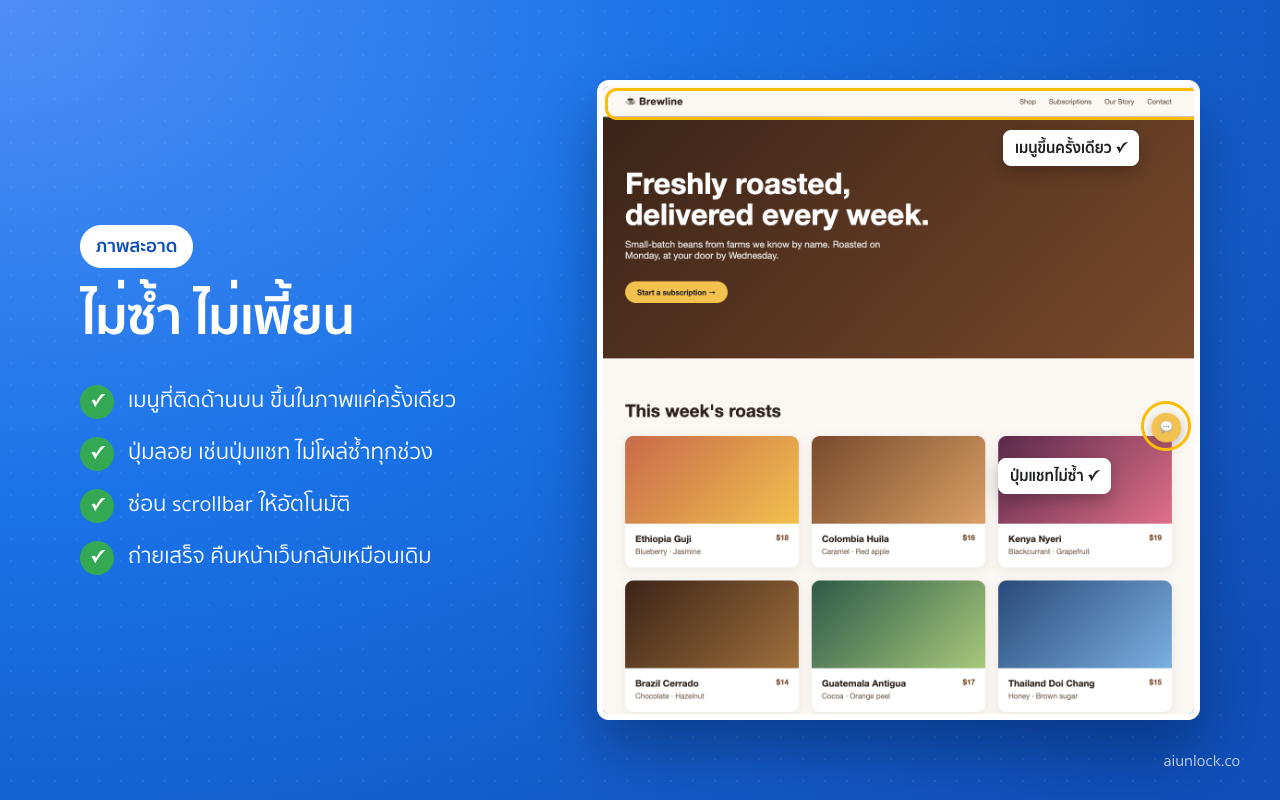 ภาพสะอาด
ไม่ซ้ำ ไม่เพี้ยน
✓ เมนูที่ติดด้านบน ขึ้นในภาพแค่ครั้งเดียว
✓ ปุ่มลอย เช่นปุ่มแชท ไม่โผล่ซ้ำทุกช่วง
✓ ซ่อน scrollbar ให้อัตโนมัติ
✓ ถ่ายเสร็จ คืนหน้าเว็บกลับเหมือนเดิม
Brewline
Shop Subscriptions Our Story Contact
เมนูขึ้นครั้งเดียว ✓
Freshly roasted,
delivered every week.
Small-batch beans from farms we know by name. Roasted on
Monday, at your door by Wednesday.
Start a subscription →
This week's roasts
ปุ่มแชทไม่ซ้ำ ✓
Ethiopia Guji $18
Blueberry · Jasmine
Colombia Huila $16
Caramel · Red apple
Kenya Nyeri $19
Blackcurrant · Grapefruit
Brazil Cerrado $14
Chocolate · Hazelnut
Guatemala Antigua $17
Cocoa · Orange peel
Thailand Doi Chang $15
Honey · Brown sugar
aiunlock.co